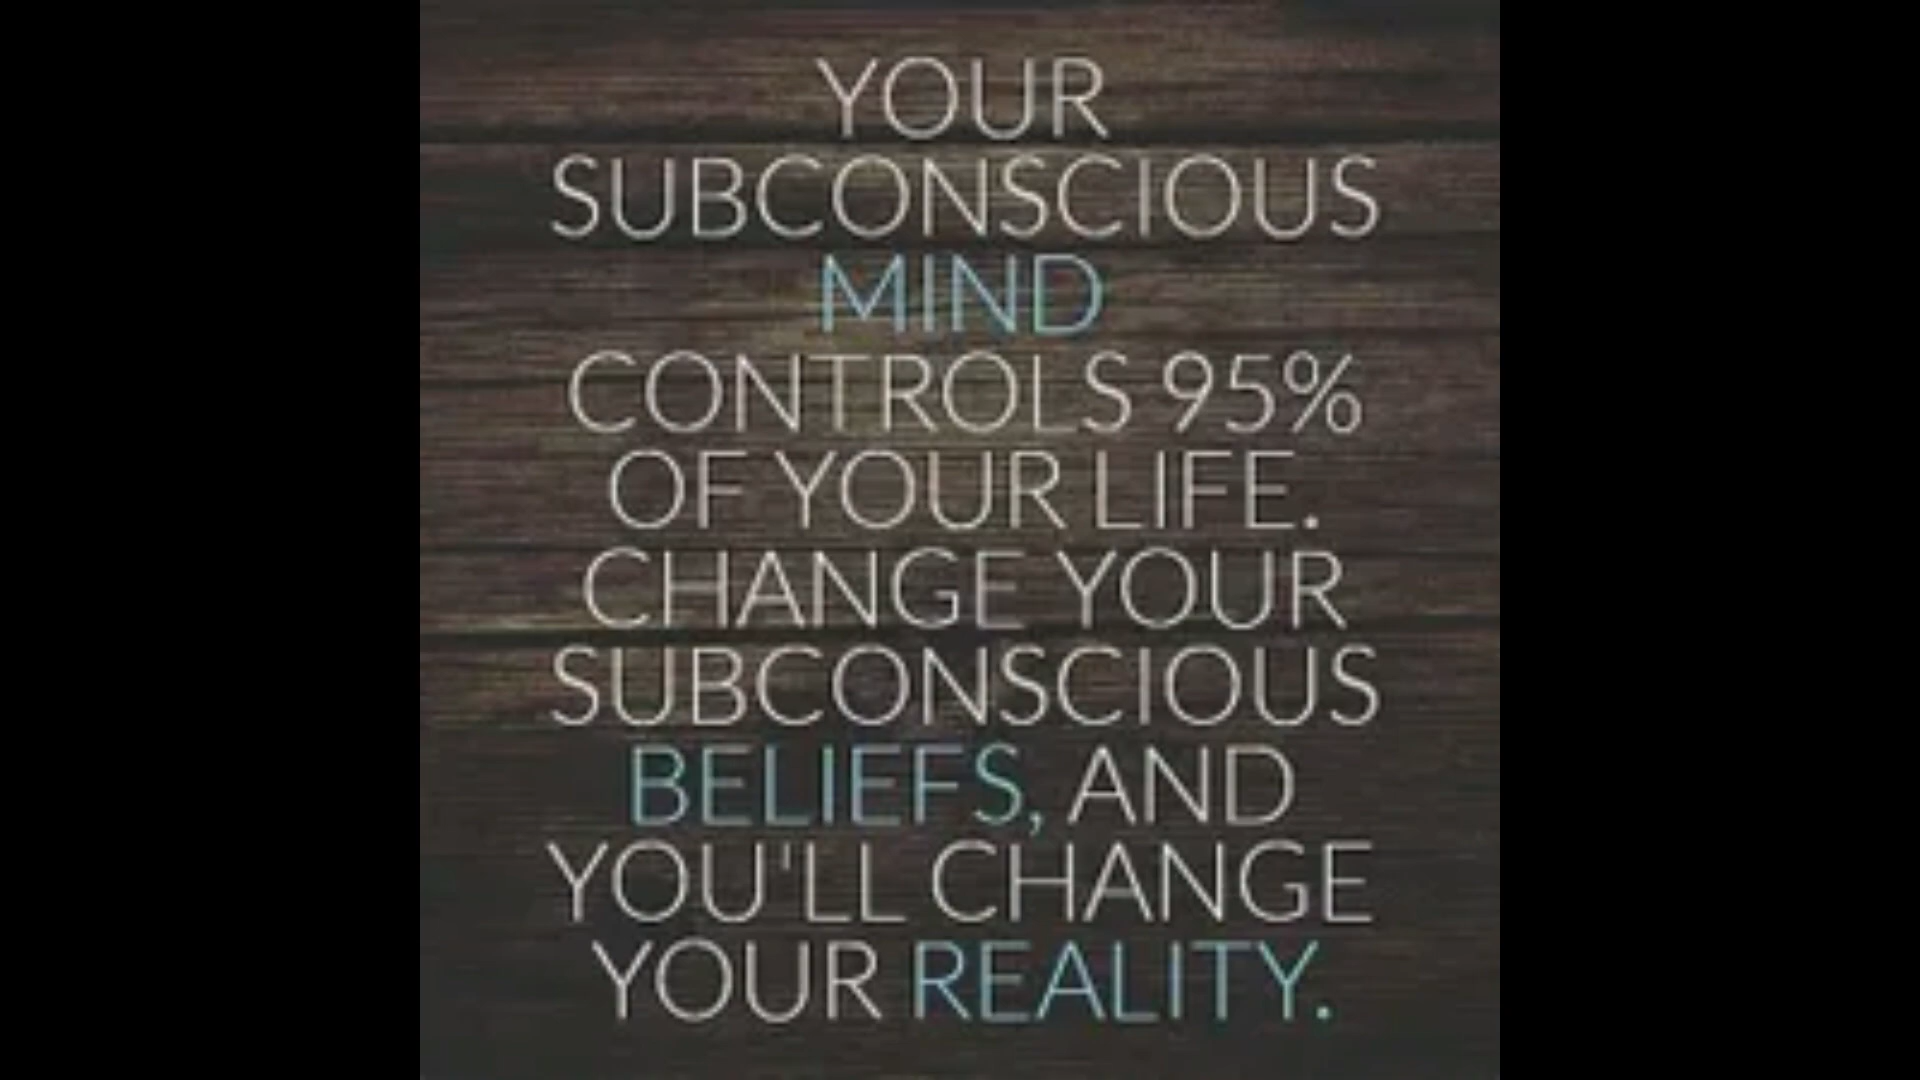 YOUR
SUBCONSCIOUS
MIND
CONTROLS 95%
OF YOUR LIFE.
CHANGE YOUR
SUBCONSCIOUS
BELIEFS, AND
YOU'LL CHANGE
YOUR REALITY.